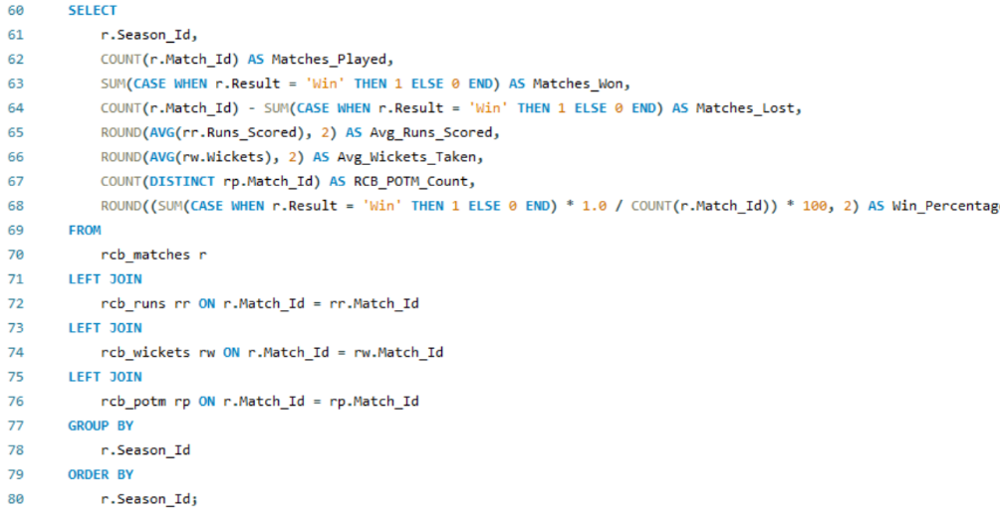 60 SELECT
61 r.Season_Id,
62 COUNT(r.Match_Id) AS Matches_Played,
63 SUM(CASE WHEN r.Result = 'Win' THEN 1 ELSE 0 END) AS Matches_Won,
64 COUNT(r.Match_Id) - SUM(CASE WHEN r.Result = 'Win' THEN 1 ELSE 0 END) AS Matches_Lost,
65 ROUND(AVG(rr.Runs_Scored), 2) AS Avg_Runs_Scored,
66 ROUND(AVG(rw.Wickets), 2) AS Avg_Wickets_Taken,
67 COUNT(DISTINCT rp.Match_Id) AS RCB_POTM_Count,
68 ROUND((SUM(CASE WHEN r.Result = 'Win' THEN 1 ELSE 0 END) * 1.0 / COUNT(r.Match_Id)) * 100, 2) AS Win_Percentag
69 FROM
70 rcb_matches r
71 LEFT JOIN
72 rcb_runs rr ON r.Match_Id = rr.Match_Id
73 LEFT JOIN
74 rcb_wickets rw ON r.Match_Id = rw.Match_Id
75 LEFT JOIN
76 rcb_potm rp ON r.Match_Id = rp.Match_Id
77 GROUP BY
78 r.Season_Id
79 ORDER BY
80 r.Season_Id;